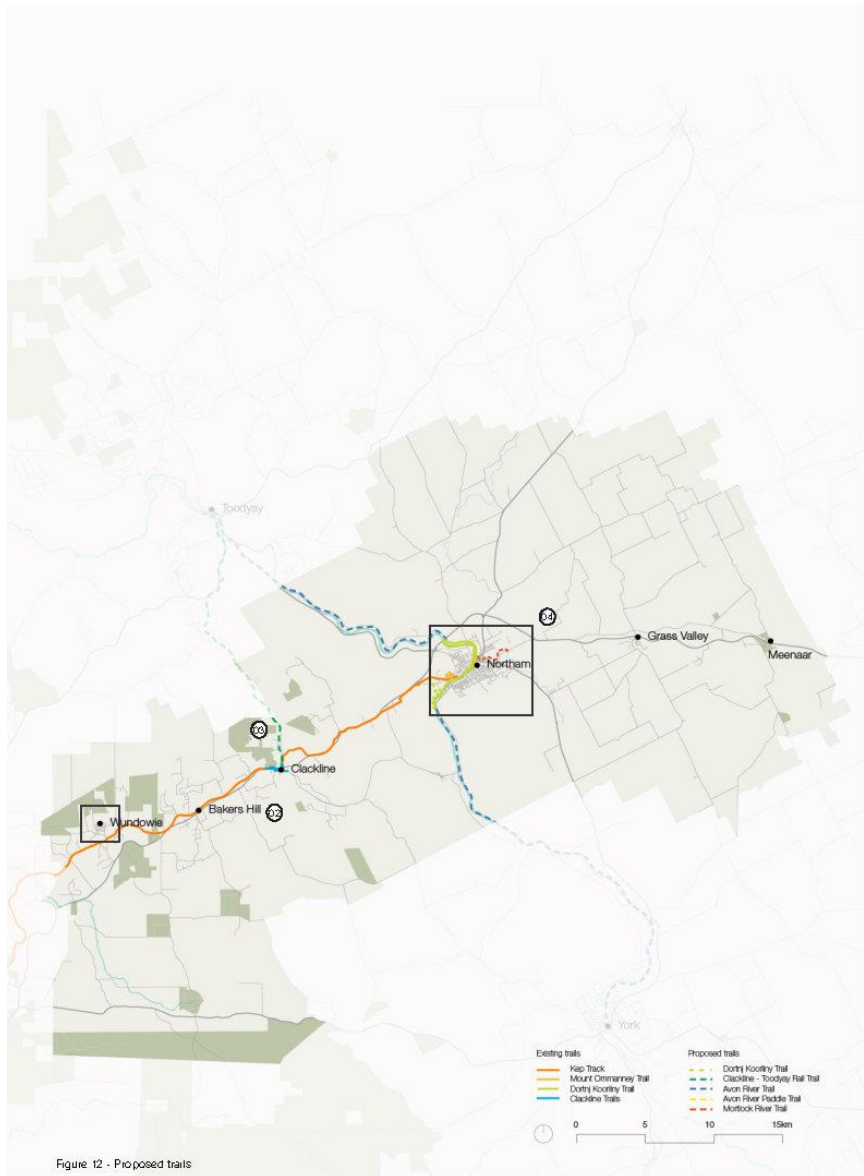 Toodyay
04
Grass Valley
Meenaar
Northam
03
Clackline
Bakers Hill
02
Wundowie
York
Existing trails
Kep Track
Mount Ommanney Trail
Dortnj Koorliny Trail
Clackline Trails
Proposed trails
Dortnj Koorliny Trail
Clackline - Toodyay Rail Trail
Avon River Trail
Avon River Paddle Trail
Mortlock River Trail
0 5 10 15km
Figure 12 - Proposed trails